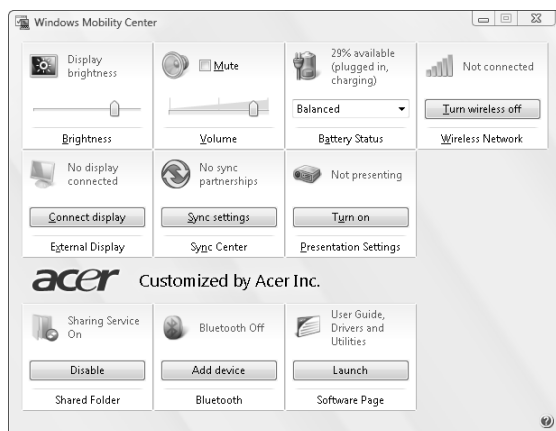 Windows Mobility Center
Display
brightness
Brightness
Mute
Volume
29% available
(plugged in,
charging)
Balanced
Battery Status
Not connected
Turn wireless off
Wireless Network
No display
connected
Connect display
External Display
No sync
partnerships
Sync settings
Sync Center
Not presenting
Turn on
Presentation Settings
acer Customized by Acer Inc.
Sharing Service
On
Disable
Shared Folder
Bluetooth Off
Add device
Bluetooth
User Guide,
Drivers and
Utilities
Launch
Software Page